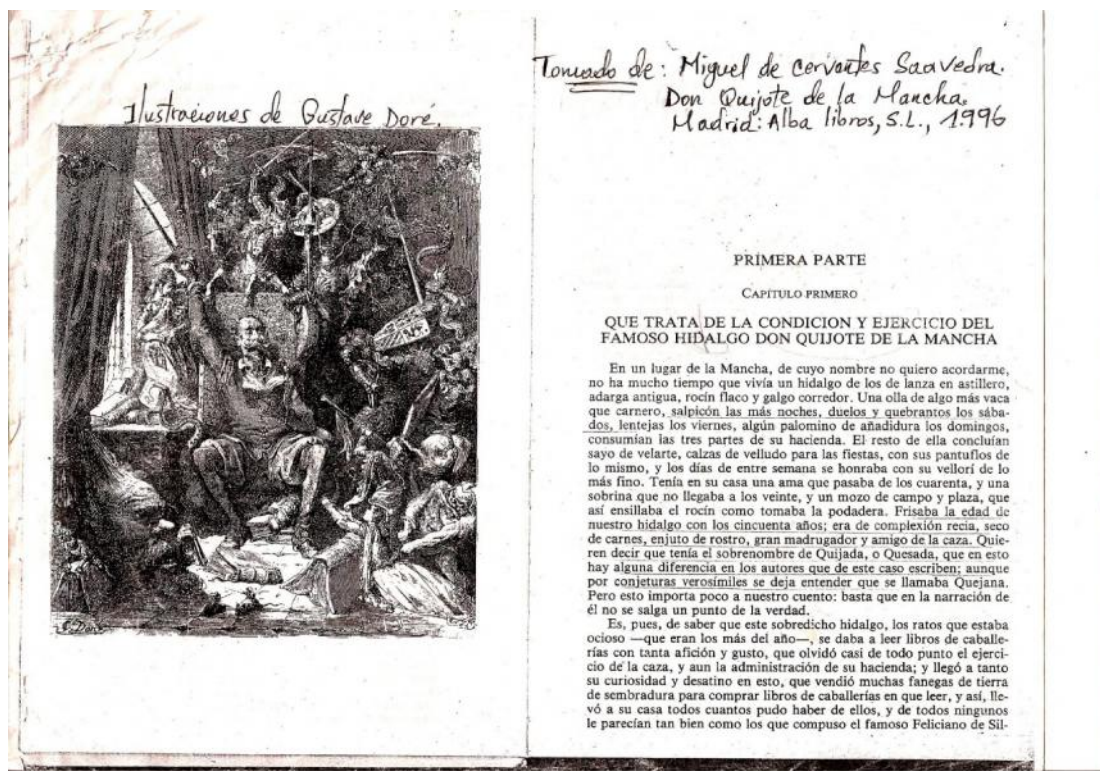 Ilustraciones de Gustave Doré.
G. Doré
Tomado de: Miguel de Cervantes Saavedra.
Don Quijote de la Mancha.
Madrid: Alba libros, S.L., 1996
PRIMERA PARTE
CAPITULO PRIMERO
QUE TRATA DE LA CONDICION Y EJERCICIO DEL
FAMOSO HIDALGO DON QUIJOTE DE LA MANCHA
En un lugar de la Mancha, de cuyo nombre no quiero acordarme,
no ha mucho tiempo que vivía un hidalgo de los de lanza en astillero,
adarga antigua, rocín flaco y galgo corredor. Una olla de algo más vaca
que carnero, salpicón las más noches, duelos y quebrantos los sába-
dos, lentejas los viernes, algún palomino de añadidura los domingos,
consumían las tres partes de su hacienda. El resto de ella concluían
sayo de velarte, calzas de velludo para las fiestas, con sus pantuflos de
lo mismo, y los días de entre semana se honraba con su vellorí de lo
más fino. Tenía en su casa una ama que pasaba de los cuarenta, y una
sobrina que no llegaba a los veinte, y un mozo de campo y plaza, que
así ensillaba el rocín como tomaba la podadera. Frisaba la edad de
nuestro hidalgo con los cincuenta años; era de complexión recia, seco
de carnes, enjuto de rostro, gran madrugador y amigo de la caza. Quie-
ren decir que tenía el sobrenombre de Quijada, o Quesada, que en esto
hay alguna diferencia en los autores que de este caso escriben; aunque
por conjeturas verosímiles se deja entender que se llamaba Quejana.
Pero esto importa poco a nuestro cuento: basta que en la narración de
él no se salga un punto de la verdad.
Es, pues, de saber que este sobredicho hidalgo, los ratos que estaba
ocioso —que eran los más del año—, se daba a leer libros de caballe-
rías con tanta afición y gusto, que olvidó casi de todo punto el ejerci-
cio de la caza, y aun la administración de su hacienda; y llegó a tanto
su curiosidad y desatino en esto, que vendió muchas fanegas de tierra
de sembradura para comprar libros de caballerías en que leer, y así, lle-
vó a su casa todos cuantos pudo haber de ellos, y de todos ningunos
le parecían tan bien como los que compuso el famoso Feliciano de Sil-